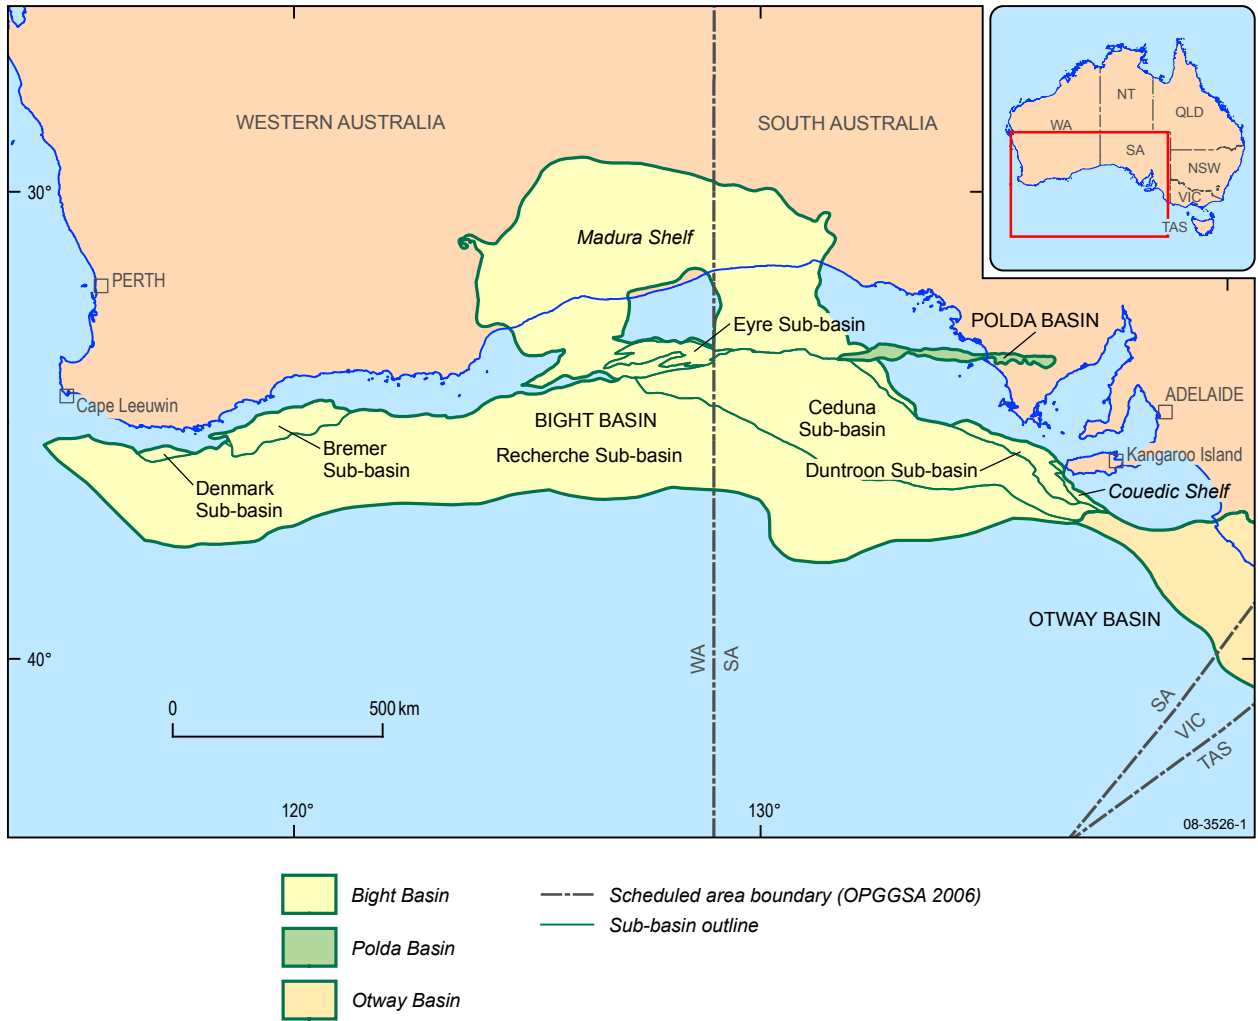 WESTERN AUSTRALIA
SOUTH AUSTRALIA
NT
QLD
WA
SA
NSW
VIC
TAS
30°
Madura Shelf
PERTH
Eyre Sub-basin
POLDA BASIN
Cape Leeuwin
ADELAIDE
BIGHT BASIN
Ceduna
Sub-basin
Bremer
Sub-basin
Recherche Sub-basin
Duntroon Sub-basin
Kangaroo Island
Denmark
Sub-basin
Couedic Shelf
OTWAY BASIN
40°
WA
SA
SA
VIC
TAS
0
500 km
120°
130°
08-3526-1
Bight Basin
Polda Basin
Otway Basin
Scheduled area boundary (OPGGSA 2006)
Sub-basin outline